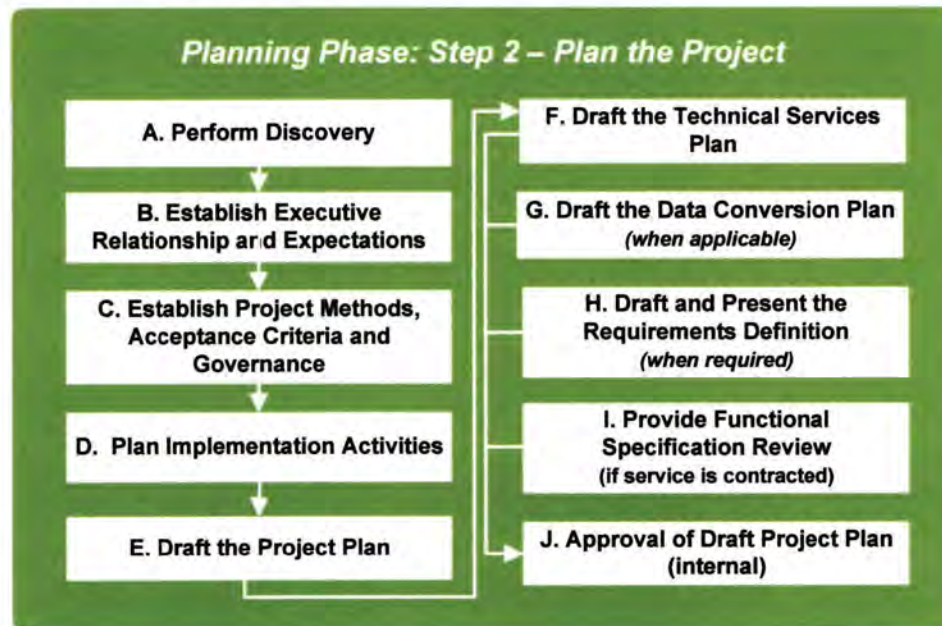 Planning Phase: Step 2 – Plan the Project
A. Perform Discovery
B. Establish Executive
Relationship and Expectations
C. Establish Project Methods,
Acceptance Criteria and
Governance
D. Plan Implementation Activities
E. Draft the Project Plan
F. Draft the Technical Services
Plan
G. Draft the Data Conversion Plan
(when applicable)
H. Draft and Present the
Requirements Definition
(when required)
I. Provide Functional
Specification Review
(if service is contracted)
J. Approval of Draft Project Plan
(internal)